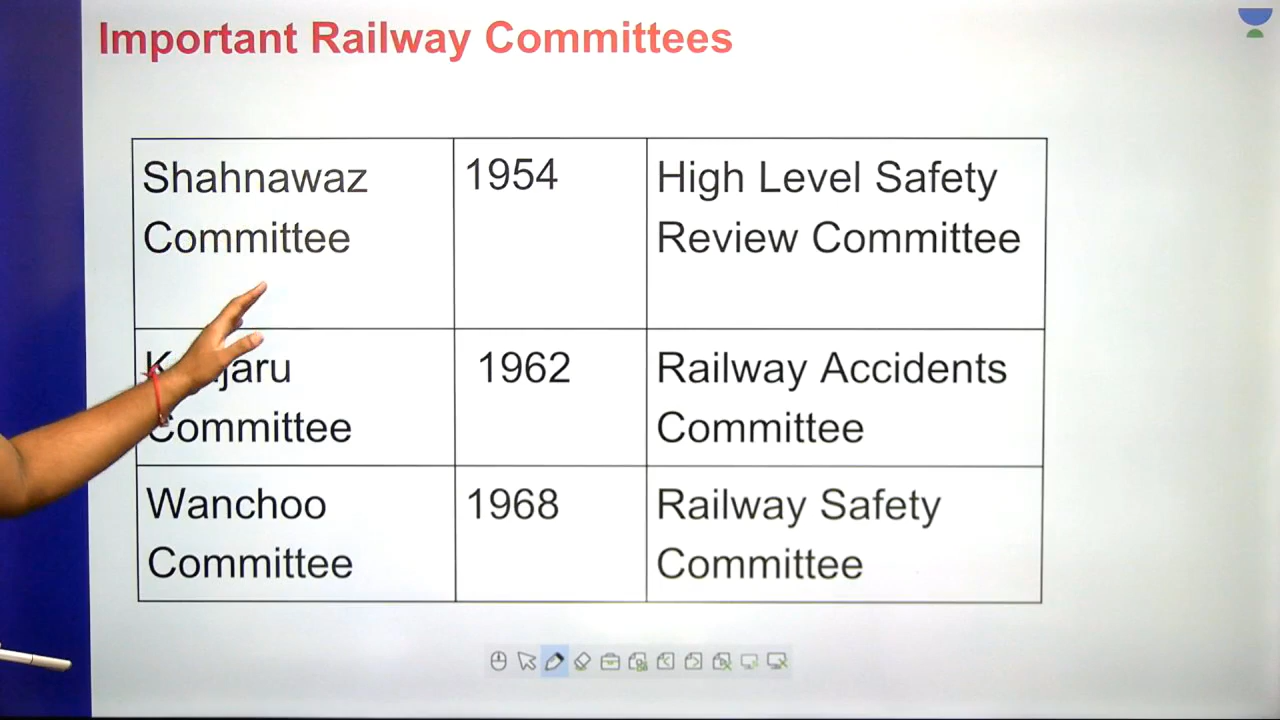 Important Railway Committees
Shahnawaz
Committee
1954
High Level Safety
Review Committee
Committee
1962
Railway Accidents
Committee
Wanchoo
Committee
1968
Railway Safety
Committee